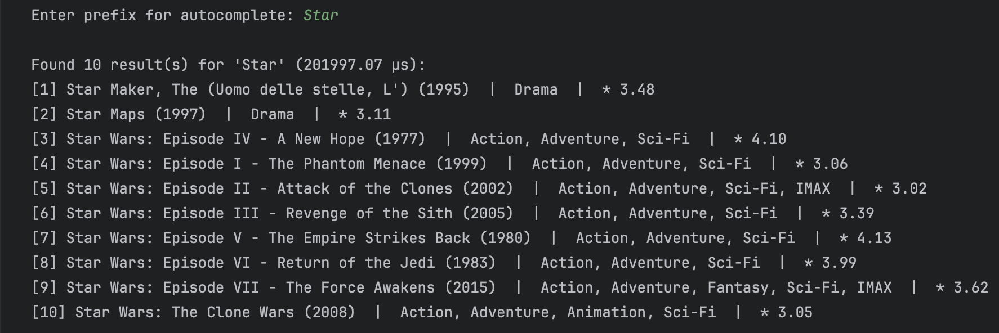 Enter prefix for autocomplete: Star
Found 10 result(s) for 'Star' (201997.07 µs):
[1] Star Maker, The (Uomo delle stelle, L') (1995)  |  Drama  |  * 3.48
[2] Star Maps (1997)  |  Drama  |  * 3.11
[3] Star Wars: Episode IV - A New Hope (1977)  |  Action, Adventure, Sci-Fi  |  * 4.10
[4] Star Wars: Episode I - The Phantom Menace (1999)  |  Action, Adventure, Sci-Fi  |  * 3.06
[5] Star Wars: Episode II - Attack of the Clones (2002)  |  Action, Adventure, Sci-Fi, IMAX  |  * 3.02
[6] Star Wars: Episode III - Revenge of the Sith (2005)  |  Action, Adventure, Sci-Fi  |  * 3.39
[7] Star Wars: Episode V - The Empire Strikes Back (1980)  |  Action, Adventure, Sci-Fi  |  * 4.13
[8] Star Wars: Episode VI - Return of the Jedi (1983)  |  Action, Adventure, Sci-Fi  |  * 3.99
[9] Star Wars: Episode VII - The Force Awakens (2015)  |  Action, Adventure, Fantasy, Sci-Fi, IMAX  |  * 3.62
[10] Star Wars: The Clone Wars (2008)  |  Action, Adventure, Animation, Sci-Fi  |  * 3.05